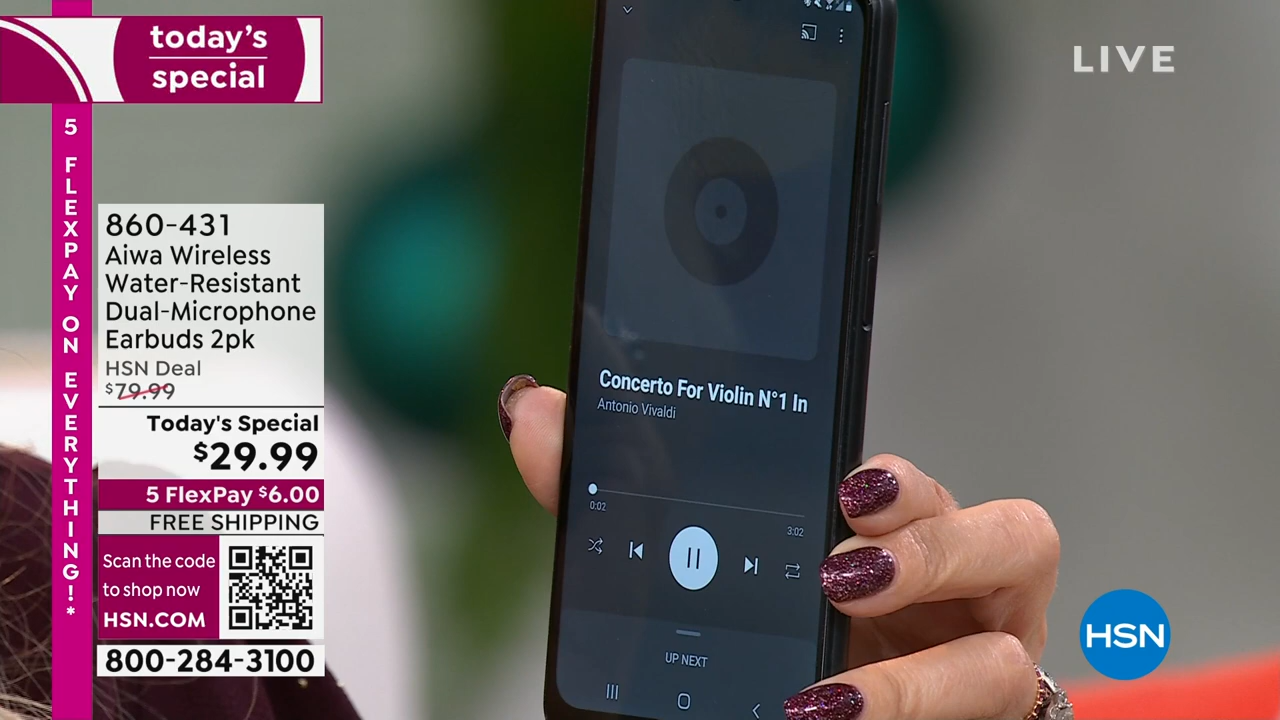 today's
special
LIVE
5 FLEXPAY ON EVERYTHING!*
860-431
Aiwa Wireless
Water-Resistant
Dual-Microphone
Earbuds 2pk
HSN Deal
$79.99
Today's Special
$29.99
5 FlexPay $6.00
FREE SHIPPING
Scan the code
to shop now
HSN.COM
800-284-3100
Concerto For Violin N°1 In
Antonio Vivaldi
0:02
3:02
UP NEXT
HSN